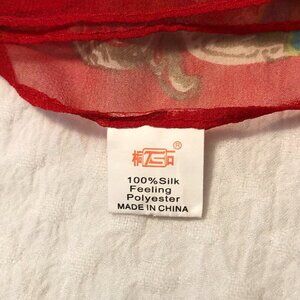 ®
100% Silk
Feeling
Polyester
MADE IN CHINA